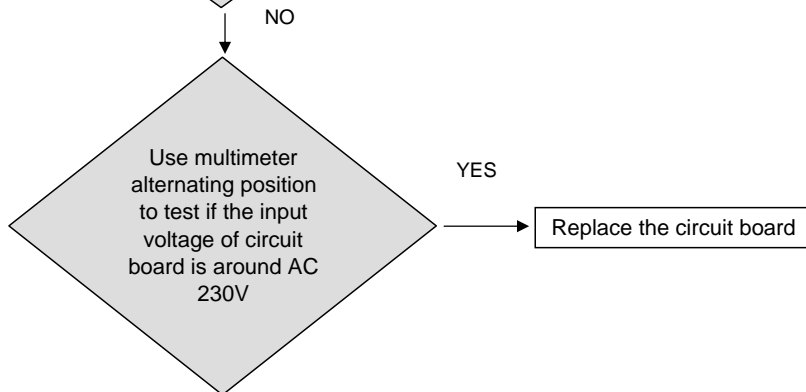 NO
Use multimeter
alternating position
to test if the input
voltage of circuit
board is around AC
230V
YES
Replace the circuit board